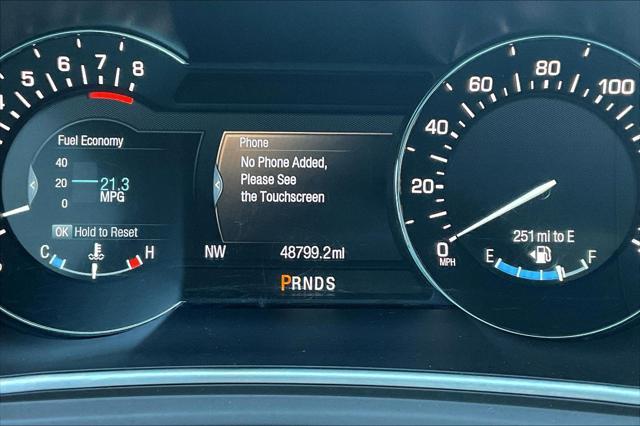 4
5
6
7
8
Fuel Economy
40
20
0
21.3
MPG
OK Hold to Reset
C
H
Phone
No Phone Added,
Please See
the Touchscreen
NW
48799.2mi
PRNDS
0
20
40
60
80
100
MPH
251 mi to E
E
F